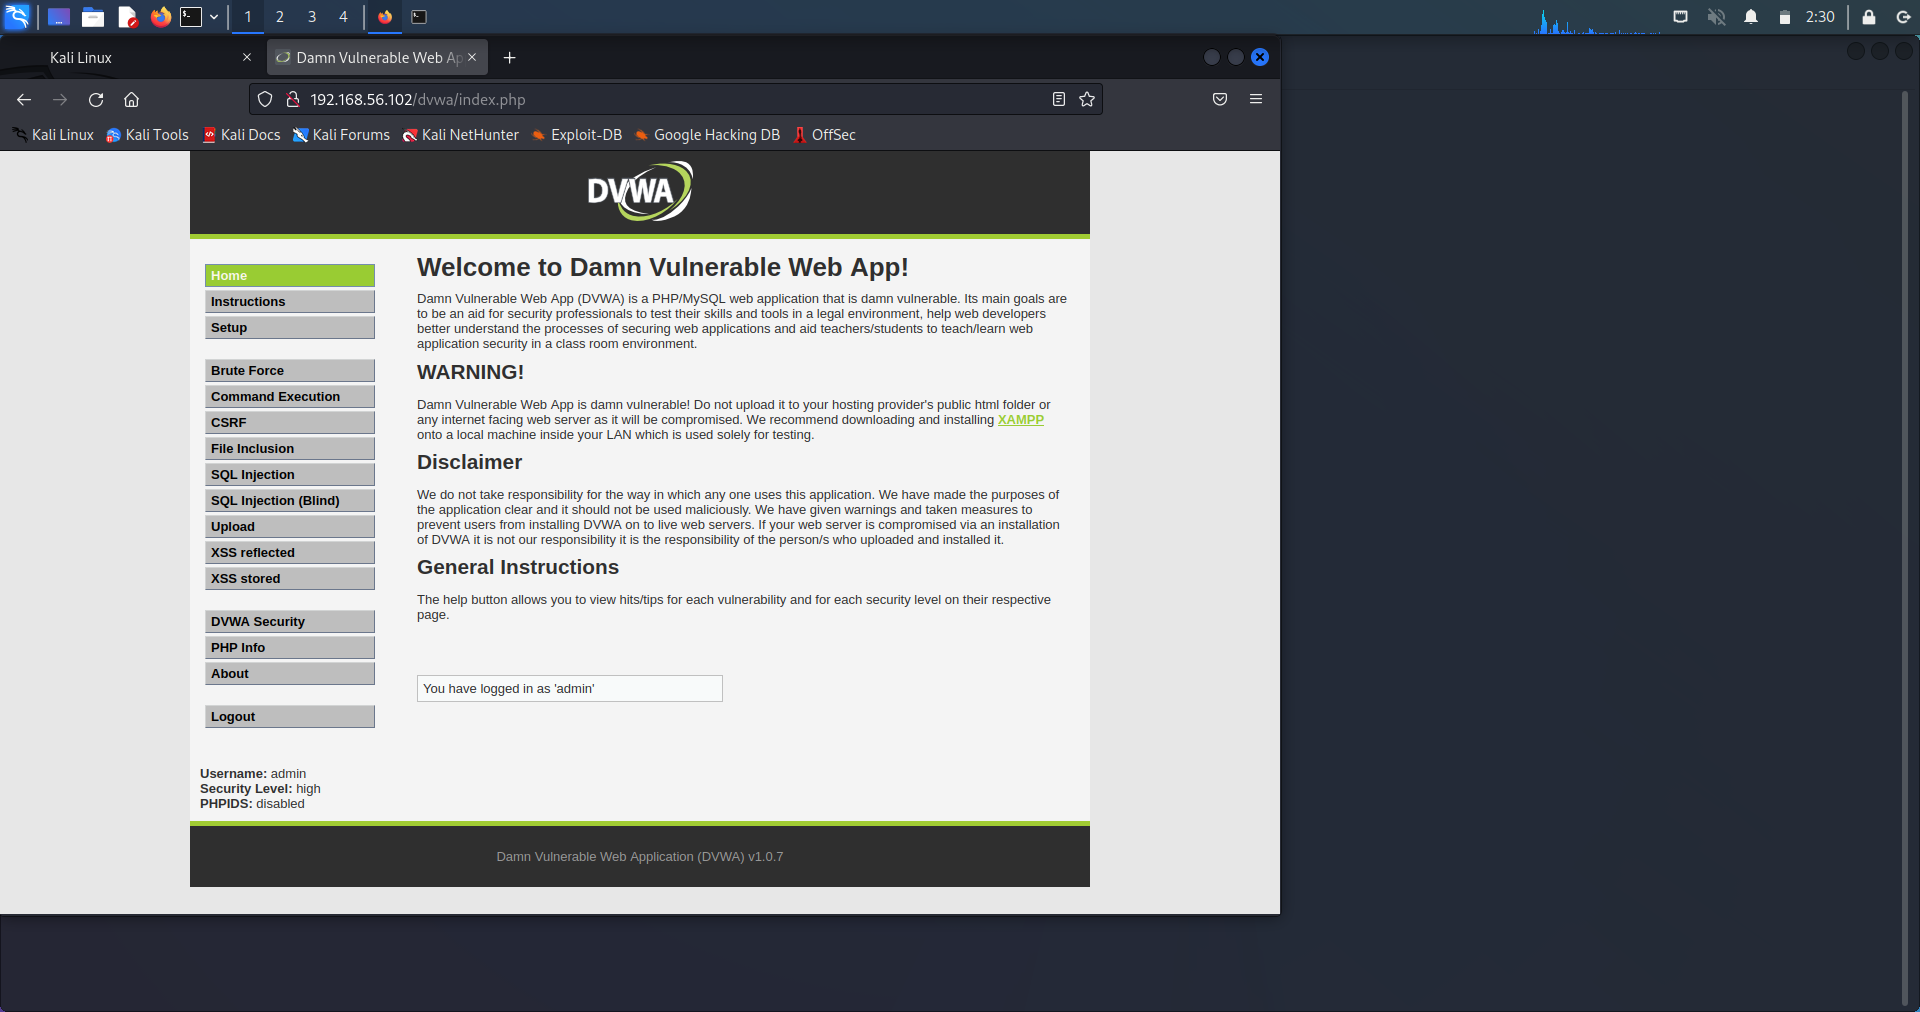 1 2 3 4 2:30
Kali Linux Damn Vulnerable Web Ap
192.168.56.102/dvwa/index.php
Kali Linux Kali Tools Kali Docs Kali Forums Kali NetHunter Exploit-DB Google Hacking DB OffSec
DVWA
Home
Instructions
Setup
Brute Force
Command Execution
CSRF
File Inclusion
SQL Injection
SQL Injection (Blind)
Upload
XSS reflected
XSS stored
DVWA Security
PHP Info
About
Logout
Welcome to Damn Vulnerable Web App!
Damn Vulnerable Web App (DVWA) is a PHP/MySQL web application that is damn vulnerable. Its main goals are
to be an aid for security professionals to test their skills and tools in a legal environment, help web developers
better understand the processes of securing web applications and aid teachers/students to teach/learn web
application security in a class room environment.
WARNING!
Damn Vulnerable Web App is damn vulnerable! Do not upload it to your hosting provider's public html folder or
any internet facing web server as it will be compromised. We recommend downloading and installing XAMPP
onto a local machine inside your LAN which is used solely for testing.
Disclaimer
We do not take responsibility for the way in which any one uses this application. We have made the purposes of
the application clear and it should not be used maliciously. We have given warnings and taken measures to
prevent users from installing DVWA on to live web servers. If your web server is compromised via an installation
of DVWA it is not our responsibility it is the responsibility of the person/s who uploaded and installed it.
General Instructions
The help button allows you to view hits/tips for each vulnerability and for each security level on their respective
page.
You have logged in as 'admin'
Username: admin
Security Level: high
PHPIDS: disabled
Damn Vulnerable Web Application (DVWA) v1.0.7